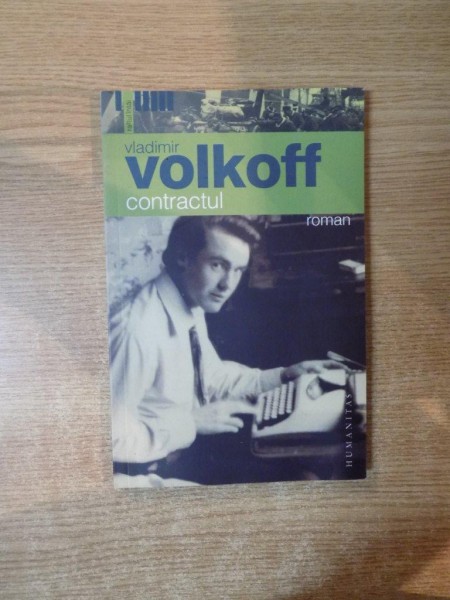 vladimir
volkoff
contractul
roman
HUMANITAS